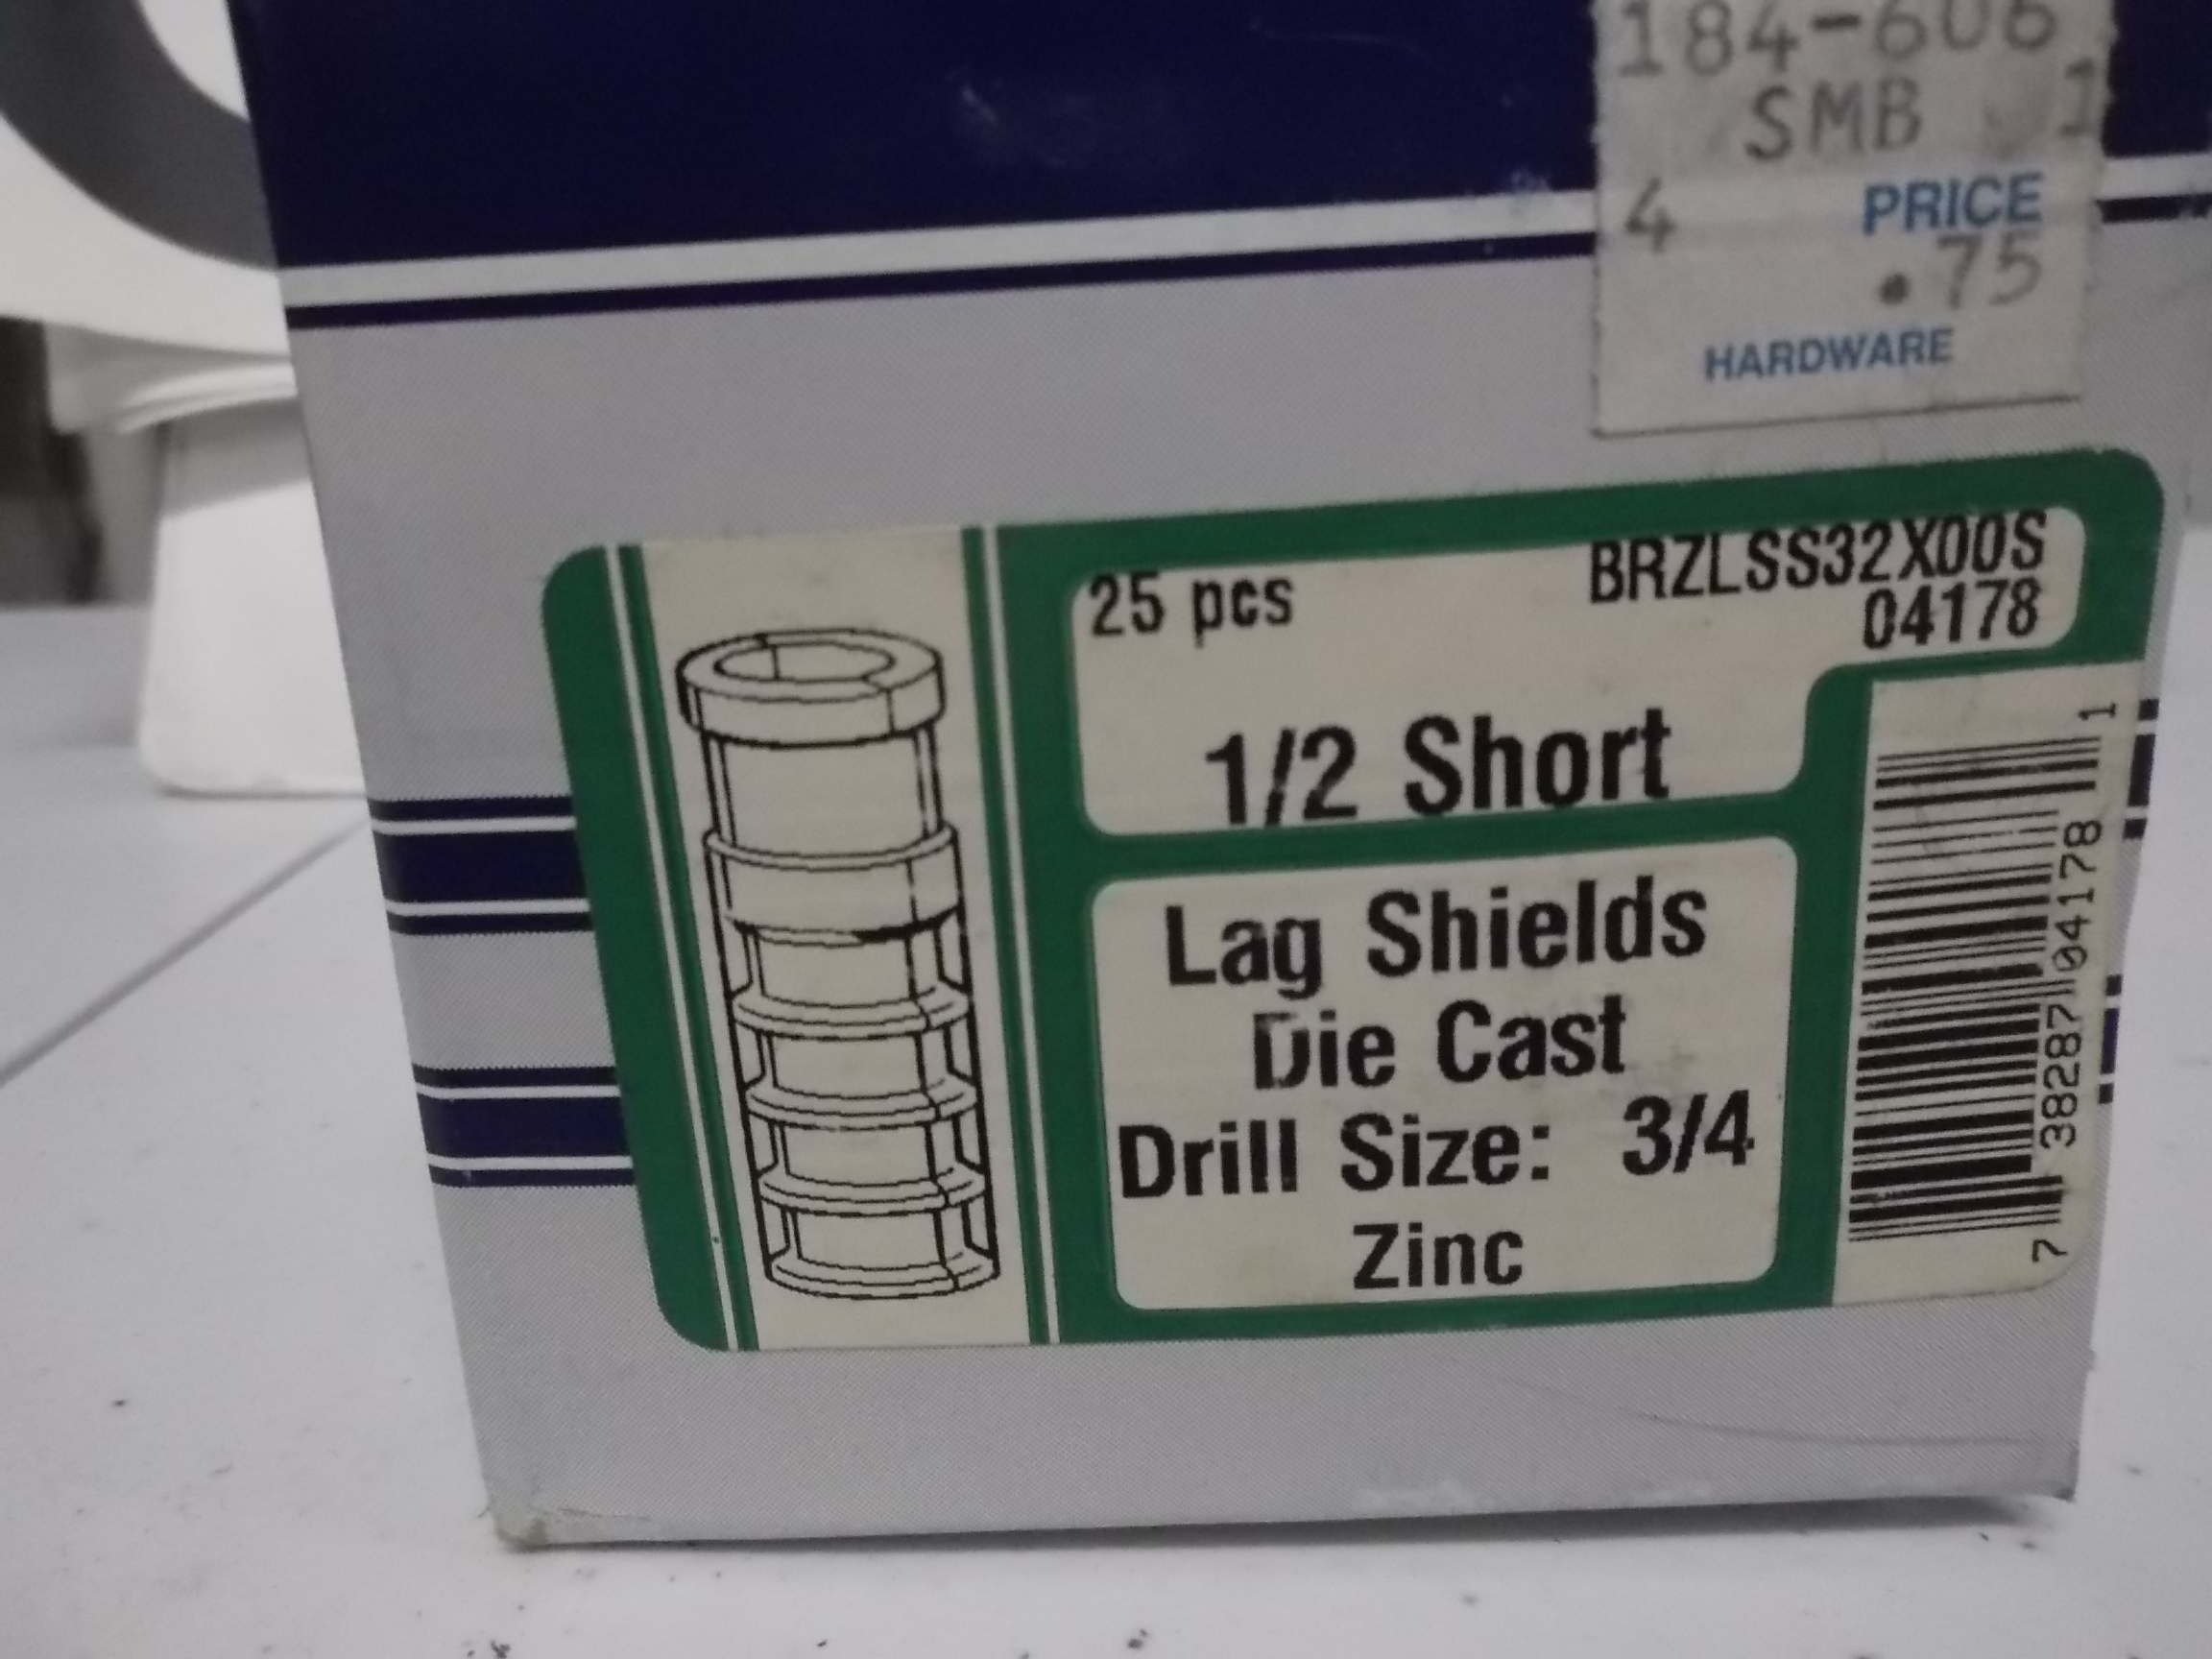 184-606
SMB 1
4 PRICE
.75
HARDWARE
25 pcs
BRZLSS32X00S
04178
1/2 Short
Lag Shields
Die Cast
Drill Size: 3/4
Zinc
7 38287 04178 1